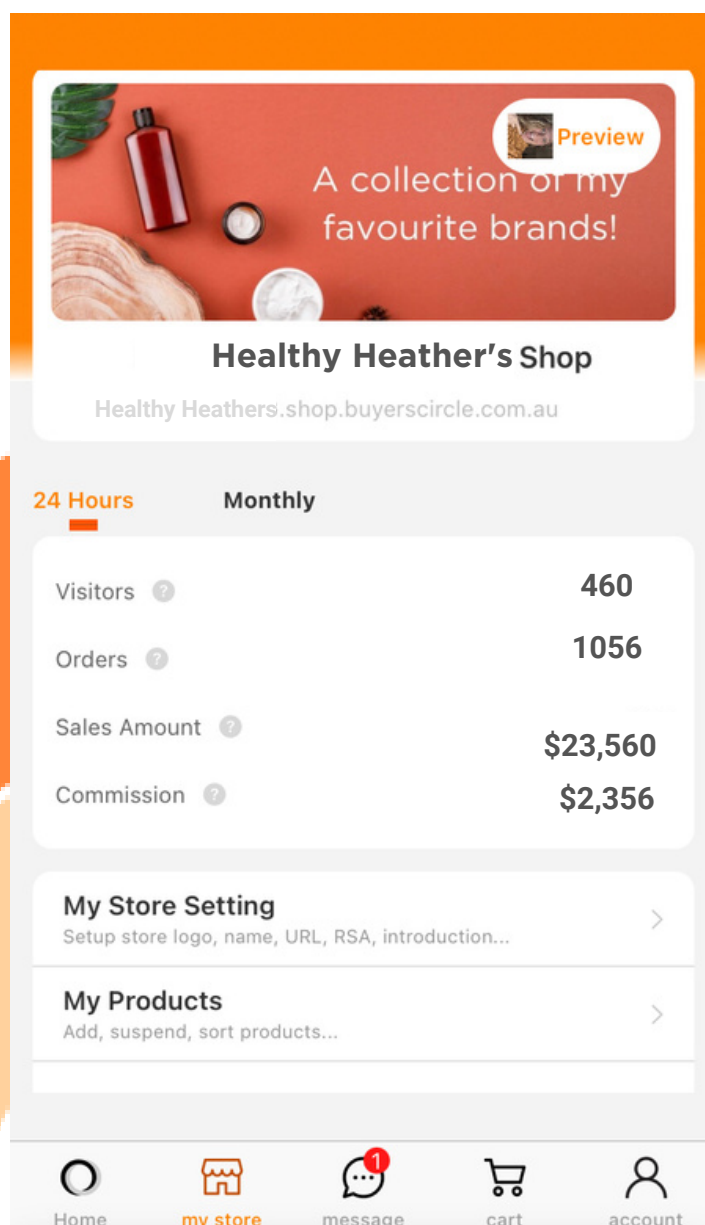 Preview
A collection of my
favourite brands!
Healthy Heather's Shop
Healthy Heathers.shop.buyerscircle.com.au
24 Hours Monthly
Visitors ? 460
Orders ? 1056
Sales Amount ? $23,560
Commission ? $2,356
My Store Setting
Setup store logo, name, URL, RSA, introduction...
My Products
Add, suspend, sort products...
1
Home my store message cart account